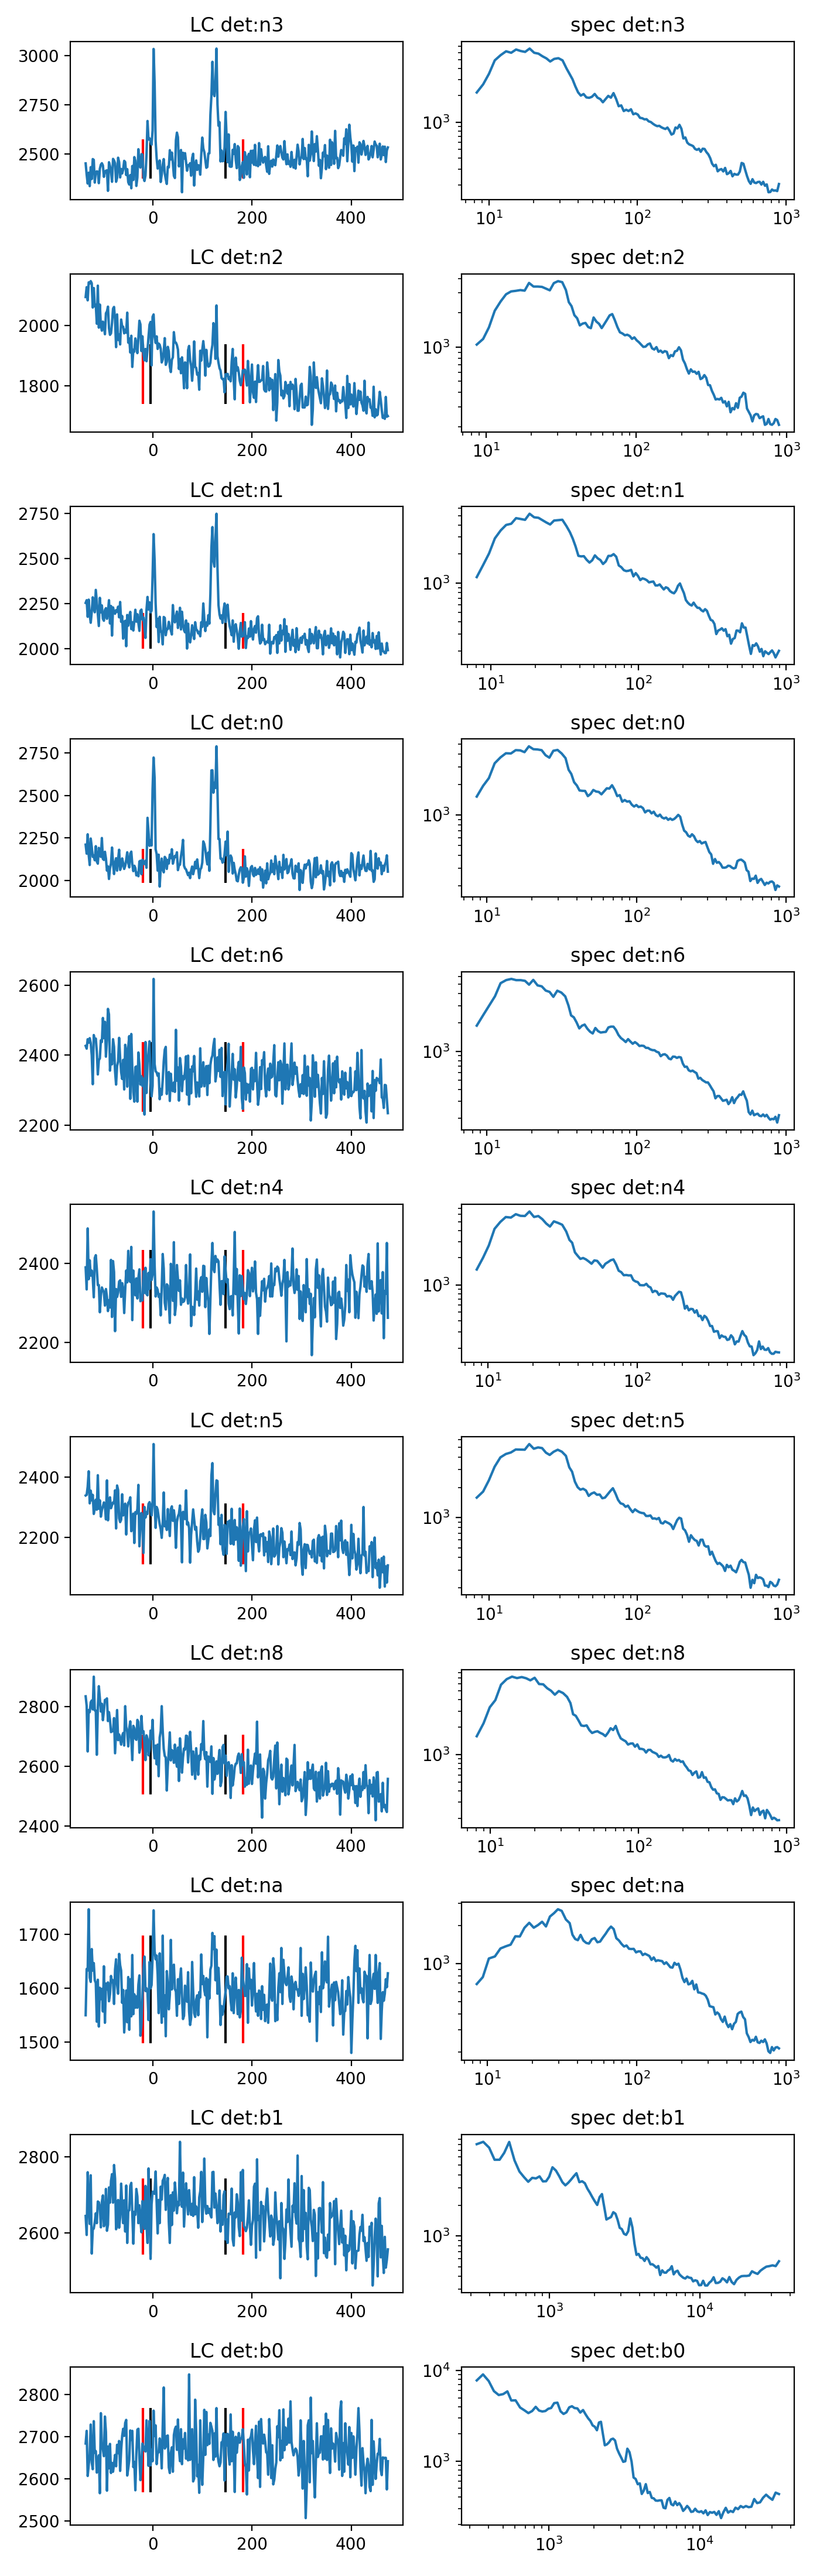 LC det:n3 spec det:n3
3000
2750
2500
10³
0 200 400 10¹ 10² 10³
LC det:n2 spec det:n2
2000
1800
10³
0 200 400 10¹ 10² 10³
LC det:n1 spec det:n1
2750
2500
2250
2000
10³
0 200 400 10¹ 10² 10³
LC det:n0 spec det:n0
2750
2500
2250
2000
10³
0 200 400 10¹ 10² 10³
LC det:n6 spec det:n6
2600
2400
2200
10³
0 200 400 10¹ 10² 10³
LC det:n4 spec det:n4
2400
2200
10³
0 200 400 10¹ 10² 10³
LC det:n5 spec det:n5
2400
2200
10³
0 200 400 10¹ 10² 10³
LC det:n8 spec det:n8
2800
2600
2400
10³
0 200 400 10¹ 10² 10³
LC det:na spec det:na
1700
1600
1500
10³
0 200 400 10¹ 10² 10³
LC det:b1 spec det:b1
2800
2600
10³
0 200 400 10³ 10⁴
LC det:b0 spec det:b0
2800
2700
2600
2500
10⁴
10³
0 200 400 10³ 10⁴